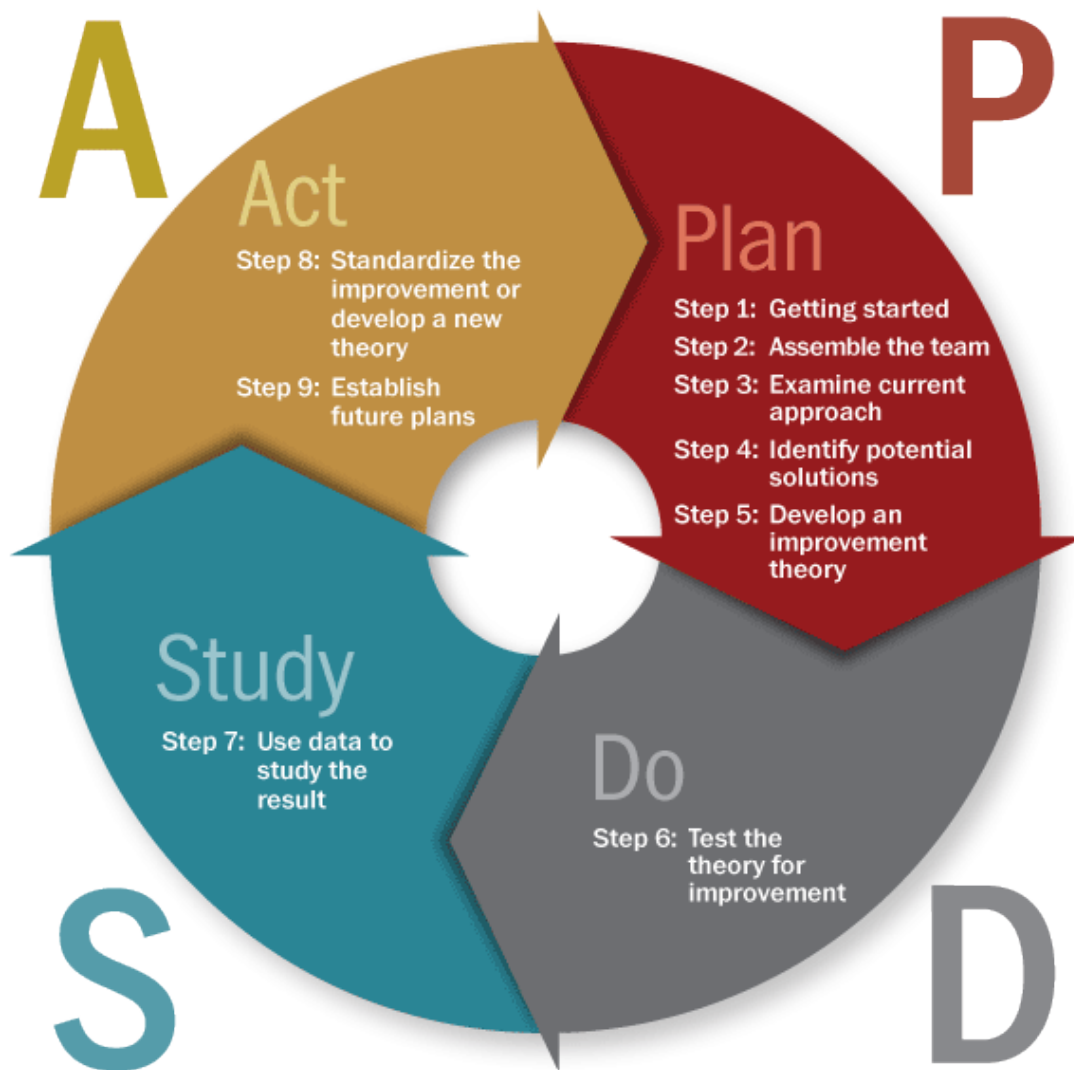 A
P
Act
Step 8: Standardize the
improvement or
develop a new
theory
Step 9: Establish
future plans
Plan
Step 1: Getting started
Step 2: Assemble the team
Step 3: Examine current
approach
Step 4: Identify potential
solutions
Step 5: Develop an
improvement
theory
Study
Step 7: Use data to
study the
result
Do
Step 6: Test the
theory for
improvement
S
D